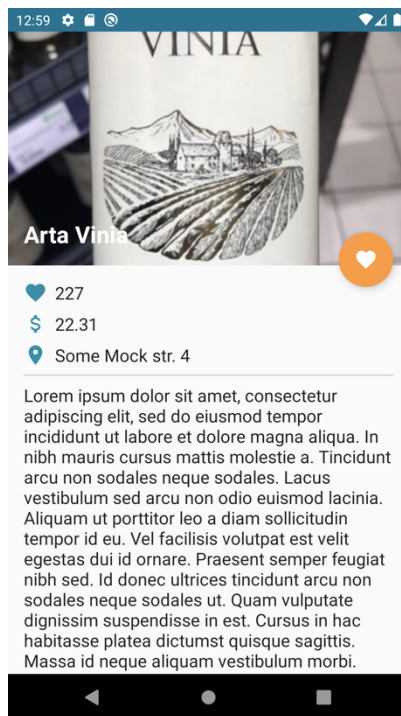 12:59
VINIA
Arta Vinia
227
$ 22.31
Some Mock str. 4
Lorem ipsum dolor sit amet, consectetur
adipiscing elit, sed do eiusmod tempor
incididunt ut labore et dolore magna aliqua. In
nibh mauris cursus mattis molestie a. Tincidunt
arcu non sodales neque sodales. Lacus
vestibulum sed arcu non odio euismod lacinia.
Aliquam ut porttitor leo a diam sollicitudin
tempor id eu. Vel facilisis volutpat est velit
egestas dui id ornare. Praesent semper feugiat
nibh sed. Id donec ultrices tincidunt arcu non
sodales neque sodales ut. Quam vulputate
dignissim suspendisse in est. Cursus in hac
habitasse platea dictumst quisque sagittis.
Massa id neque aliquam vestibulum morbi.